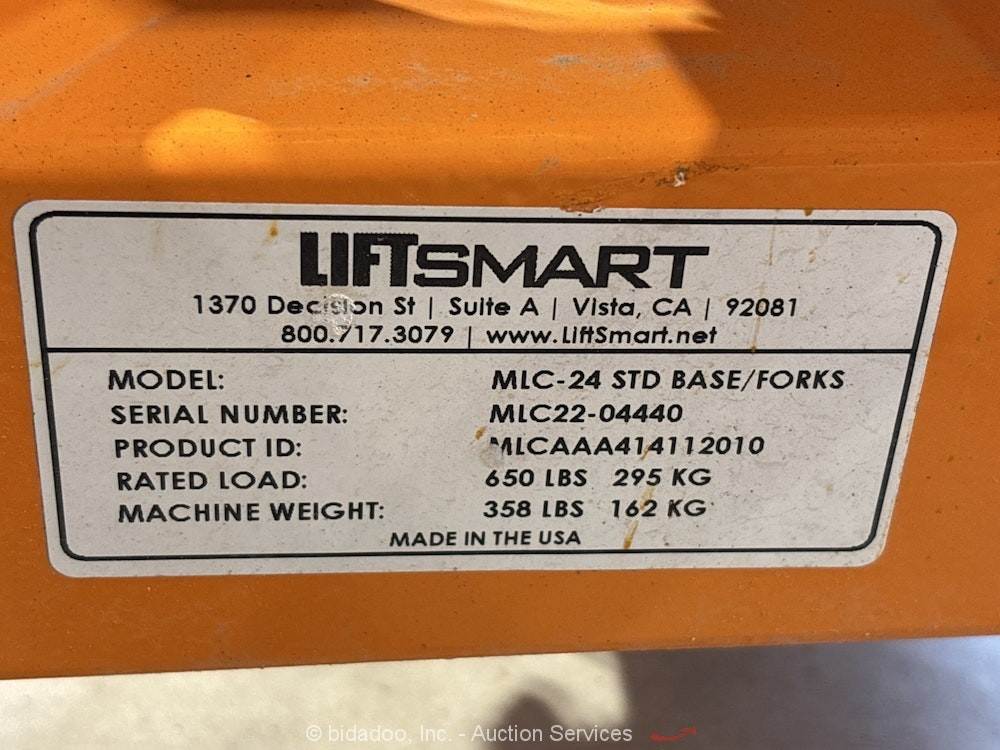 LIFTSMART
1370 Decision St | Suite A | Vista, CA | 92081
800.717.3079 | www.LiftSmart.net
MODEL: MLC-24 STD BASE/FORKS
SERIAL NUMBER: MLC22-04440
PRODUCT ID: MLCAAA414112010
RATED LOAD: 650 LBS 295 KG
MACHINE WEIGHT: 358 LBS 162 KG
MADE IN THE USA
© bidadoo, Inc. - Auction Services